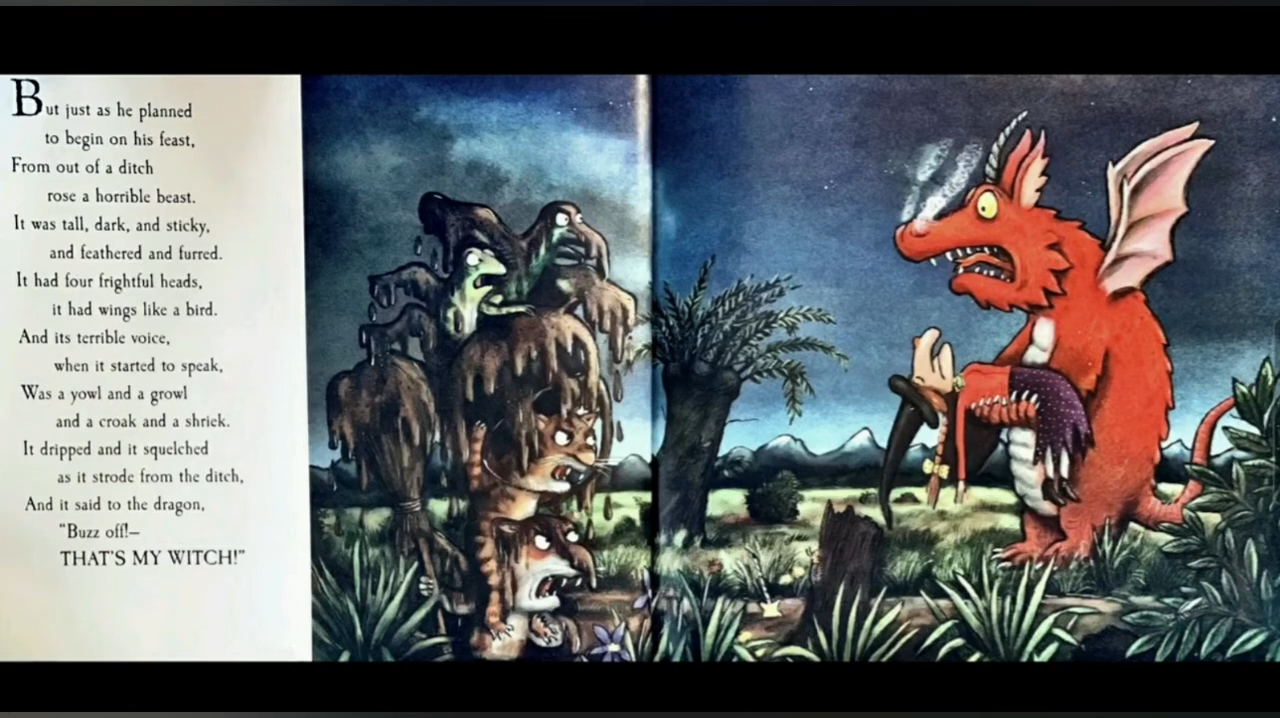 But just as he planned
to begin on his feast,
From out of a ditch
rose a horrible beast.
It was tall, dark, and sticky,
and feathered and furred.
It had four frightful heads,
it had wings like a bird.
And its terrible voice,
when it started to speak,
Was a yowl and a growl
and a croak and a shriek.
It dripped and it squelched
as it strode from the ditch,
And it said to the dragon,
"Buzz off!—
THAT'S MY WITCH!"